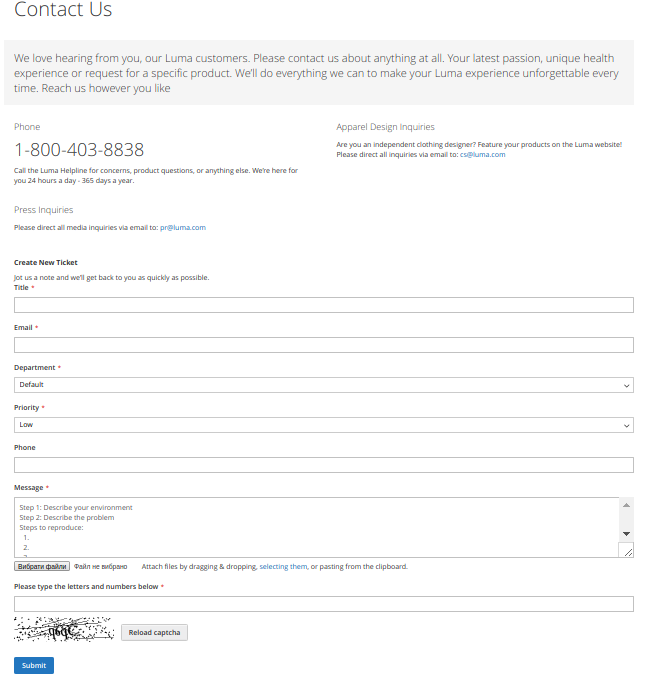 Contact Us
We love hearing from you, our Luma customers. Please contact us about anything at all. Your latest passion, unique health
experience or request for a specific product. We'll do everything we can to make your Luma experience unforgettable every
time. Reach us however you like
Phone
1-800-403-8838
Call the Luma Helpline for concerns, product questions, or anything else. We're here for
you 24 hours a day - 365 days a year.
Apparel Design Inquiries
Are you an independent clothing designer? Feature your products on the Luma website!
Please direct all inquiries via email to: cs@luma.com
Press Inquiries
Please direct all media inquiries via email to: pr@luma.com
Create New Ticket
Jot us a note and we'll get back to you as quickly as possible.
Title *
Email *
Department *
Default
Priority *
Low
Phone
Message *
Step 1: Describe your environment
Step 2: Describe the problem
Steps to reproduce:
1.
2.
Вибрати файли Файл не вибрано Attach files by dragging & dropping, selecting them, or pasting from the clipboard.
Please type the letters and numbers below *
Reload captcha
Submit